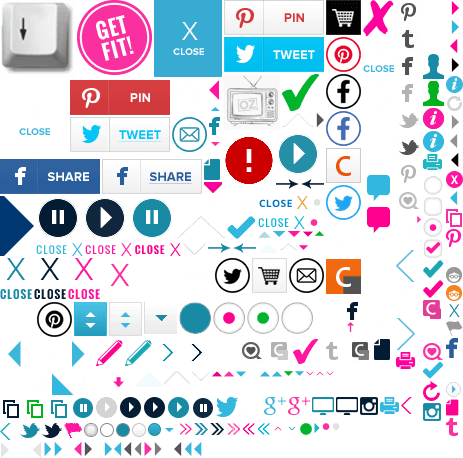 GET
FIT!
X
CLOSE
PIN
TWEET
CLOSE
OZ
PIN
CLOSE
TWEET
SHARE
SHARE
CLOSE X
CLOSE X
CLOSE X CLOSE X CLOSE X
X X X X
CLOSE CLOSE CLOSE
g+ g+